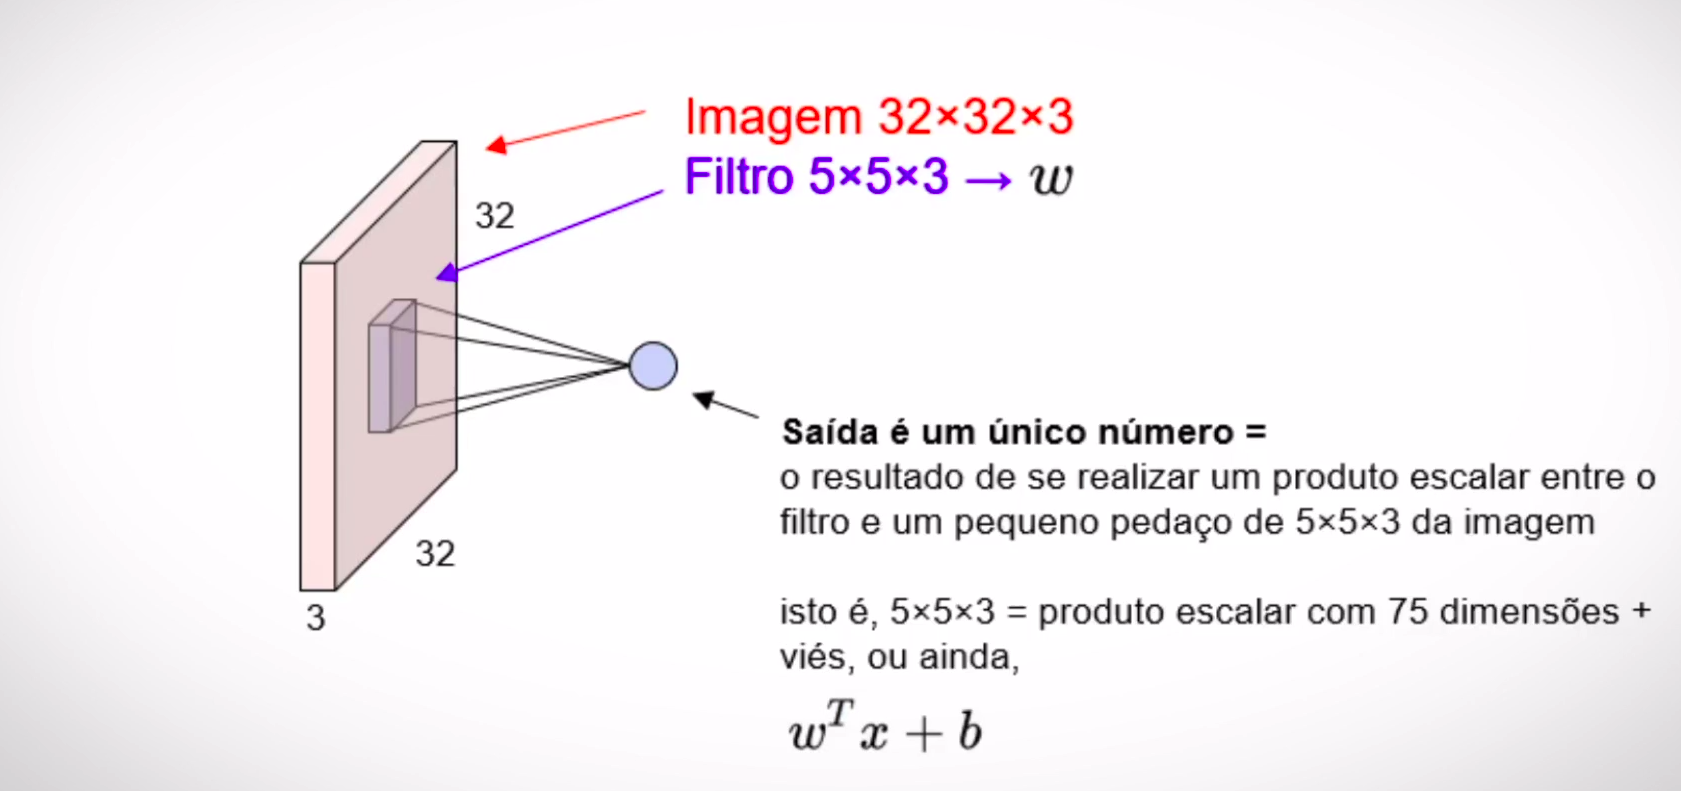 Imagem 32×32×3
Filtro 5×5×3 → w
32
32
3
Saída é um único número =
o resultado de se realizar um produto escalar entre o
filtro e um pequeno pedaço de 5×5×3 da imagem
isto é, 5×5×3 = produto escalar com 75 dimensões +
viés, ou ainda,
wᵀx + b